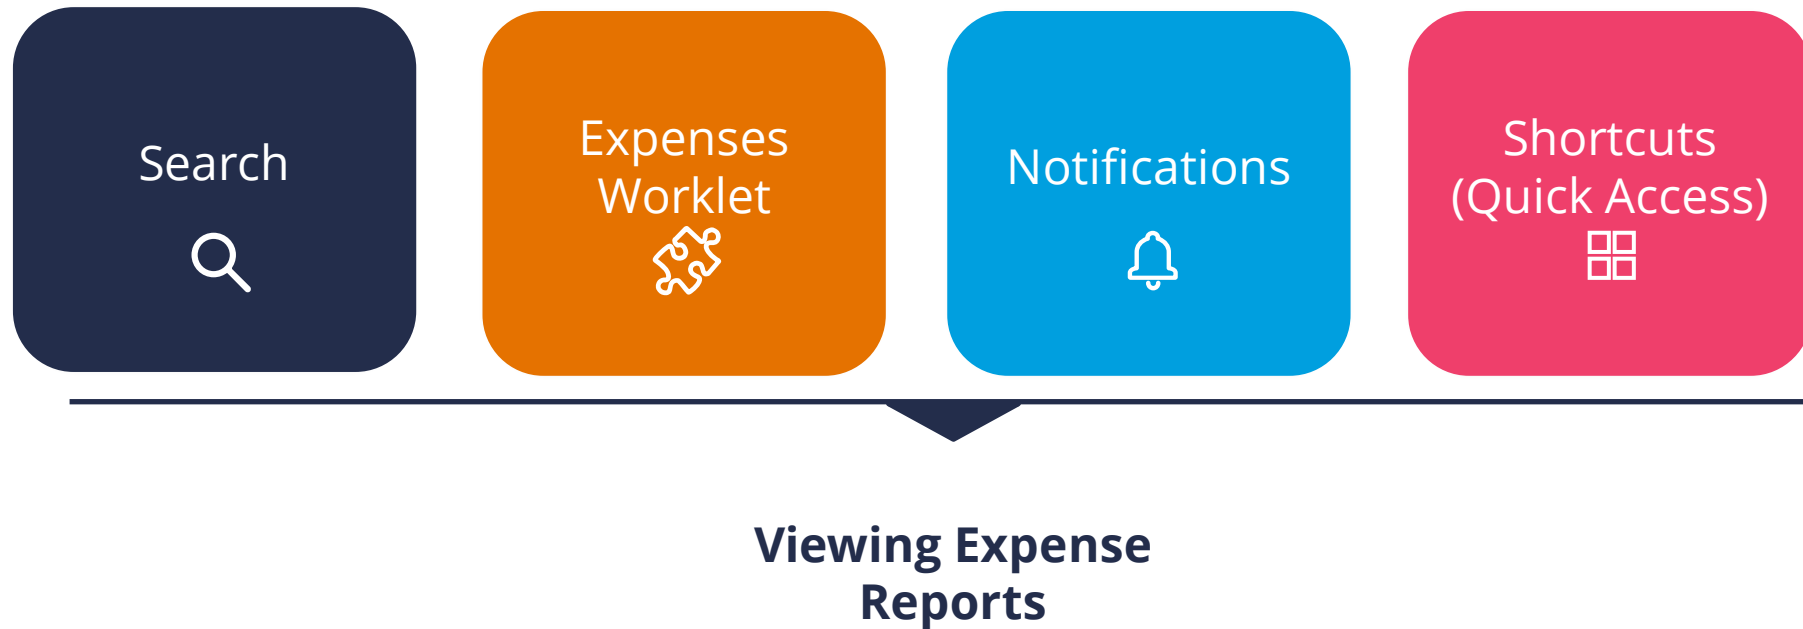 Search
Expenses
Worklet
Notifications
Shortcuts
(Quick Access)
Viewing Expense
Reports